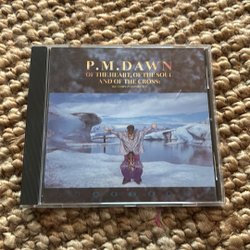 P.M. DAWN
OF THE HEART, OF THE SOUL
AND OF THE CROSS: